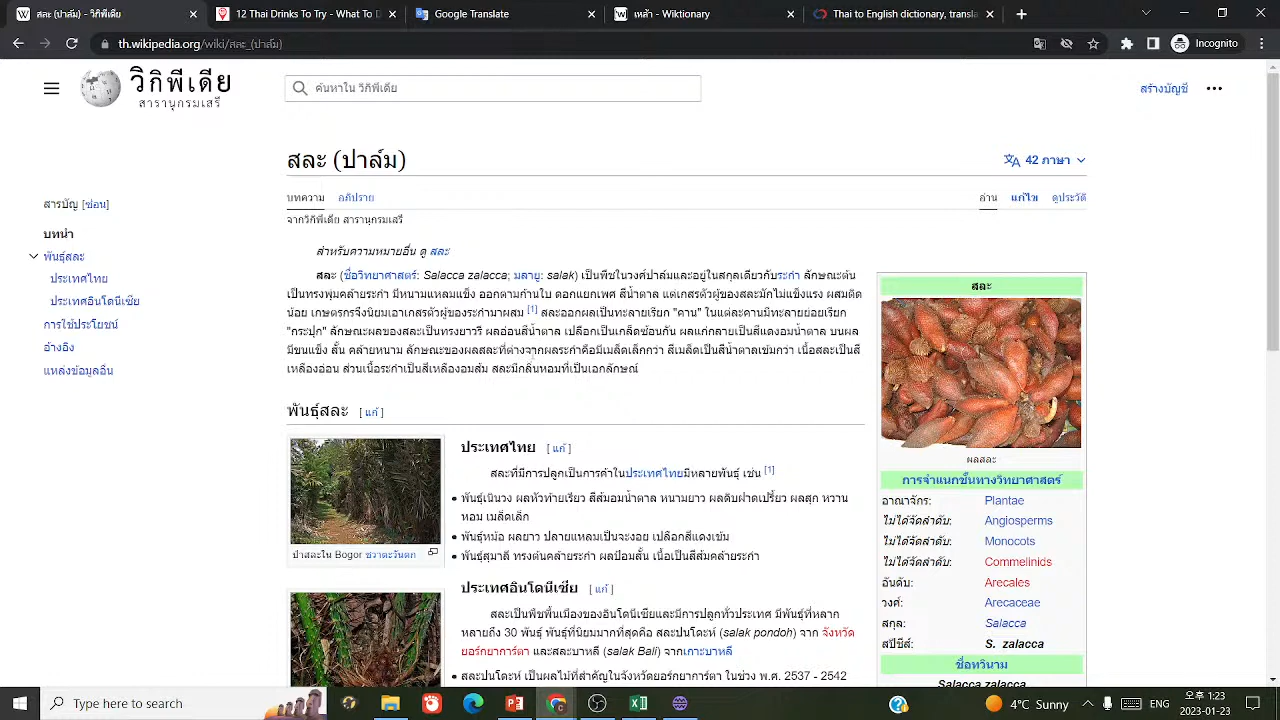 สละ (ปาล์ม) - วิกิพีเดีย
12 Thai Drinks To Try - What To D
Google Translate
เหล้า - Wiktionary
Thai to English dictionary, transla
th.wikipedia.org/wiki/สละ_(ปาล์ม)
Incognito
วิกิพีเดีย
สารานุกรมเสรี
ค้นหาใน วิกิพีเดีย
สร้างบัญชี
สละ (ปาล์ม)
42 ภาษา
บทความ อภิปราย
อ่าน แก้ไข ดูประวัติ
จากวิกิพีเดีย สารานุกรมเสรี
สารบัญ [ซ่อน]
บทนำ
พันธุ์สละ
ประเทศไทย
ประเทศอินโดนีเซีย
การใช้ประโยชน์
อ้างอิง
แหล่งข้อมูลอื่น
สำหรับความหมายอื่น ดู สละ
สละ (ชื่อวิทยาศาสตร์: Salacca zalacca; มลายู: salak) เป็นพืชในวงศ์ปาล์มและอยู่ในสกุลเดียวกับระกำ ลักษณะต้น
เป็นทรงพุ่มคล้ายระกำ มีหนามแหลมแข็ง ออกตามก้านใบ ดอกแยกเพศ สีน้ำตาล แต่เกสรตัวผู้ของสละมักไม่แข็งแรง ผสมติด
น้อย เกษตรกรจึงนิยมเอาเกสรตัวผู้ของระกำมาผสม [1] สละออกผลเป็นทะลายเรียก "คาน" ในแต่ละคานมีทะลายย่อยเรียก
"กระปุก" ลักษณะผลของสละเป็นทรงยาวรี ผลอ่อนสีน้ำตาล เปลือกเป็นเกล็ดซ้อนกัน ผลแก่กลายเป็นสีแดงอมน้ำตาล บนผล
มีขนแข็ง สั้น คล้ายหนาม ลักษณะของผลสละที่ต่างจากผลระกำคือมีเมล็ดเล็กกว่า สีเมล็ดเป็นสีน้ำตาลเข้มกว่า เนื้อสละเป็นสี
เหลืองอ่อน ส่วนเนื้อระกำเป็นสีเหลืองอมส้ม สละมีกลิ่นหอมที่เป็นเอกลักษณ์
พันธุ์สละ [ แก้ ]
ป่าสละใน Bogor ชวาตะวันตก
ประเทศไทย [ แก้ ]
สละที่มีการปลูกเป็นการค้าในประเทศไทยมีหลายพันธุ์ เช่น [1]
พันธุ์เนินวง ผลหัวท้ายเรียว สีส้มอมน้ำตาล หนามยาว ผลดิบฝาดเปรี้ยว ผลสุก หวาน
หอม เมล็ดเล็ก
พันธุ์หม้อ ผลยาว ปลายแหลมเป็นจะงอย เปลือกสีแดงเข้ม
พันธุ์สุมาลี ทรงต้นคล้ายระกำ ผลป้อมสั้น เนื้อเป็นสีส้มคล้ายระกำ
ประเทศอินโดนีเซีย [ แก้ ]
สละเป็นพืชพื้นเมืองของอินโดนีเซียและมีการปลูกทั่วประเทศ มีพันธุ์ที่หลาก
หลายถึง 30 พันธุ์ พันธุ์ที่นิยมมากที่สุดคือ สละปนโดะห์ (salak pondoh) จาก จังหวัด
ยอร์กยาการ์ตา และสละบาหลี (salak Bali) จากเกาะบาหลี
สละปนโดะห์ เป็นผลไม้ที่สำคัญในจังหวัดยอร์กยาการ์ตา ในช่วง พ.ศ. 2537 - 2542
สละ
ผลสละ
การจำแนกชั้นทางวิทยาศาสตร์
อาณาจักร: Plantae
ไม่ได้จัดลำดับ: Angiosperms
ไม่ได้จัดลำดับ: Monocots
ไม่ได้จัดลำดับ: Commelinids
อันดับ: Arecales
วงศ์: Arecaceae
สกุล: Salacca
สปีชีส์: S. zalacca
ชื่อทวินาม
Salacca zalacca
Type here to search
4°C Sunny
ENG
오후 1:23
2023-01-23